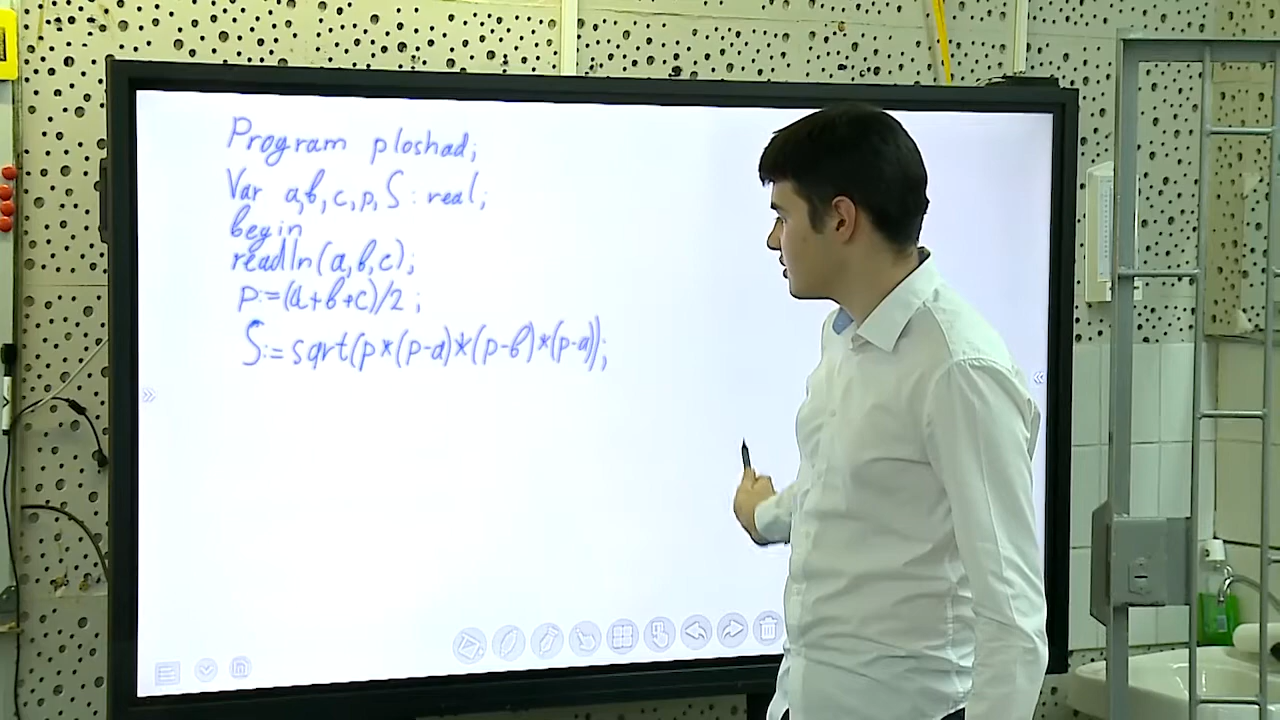 Program ploshad;
Var a,b,c,p,S : real;
begin
readln(a,b,c);
p:=(a+b+c)/2;
S:=sqrt(p*(p-a)*(p-b)*(p-a));